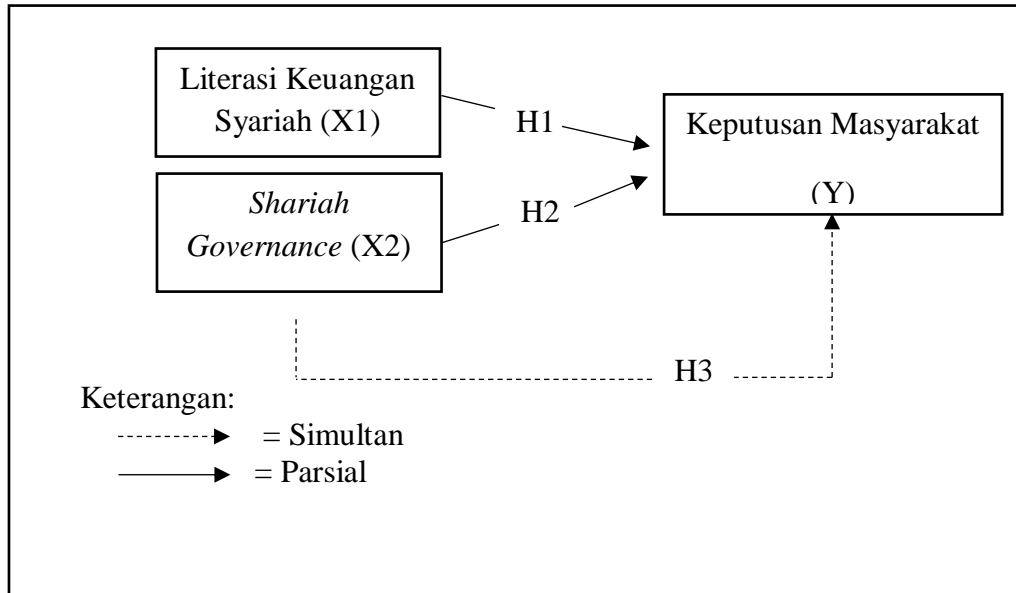 Literasi Keuangan
Syariah (X1)
H1
Keputusan Masyarakat
(Y)
Shariah
Governance (X2)
H2
H3
Keterangan:
= Simultan
= Parsial